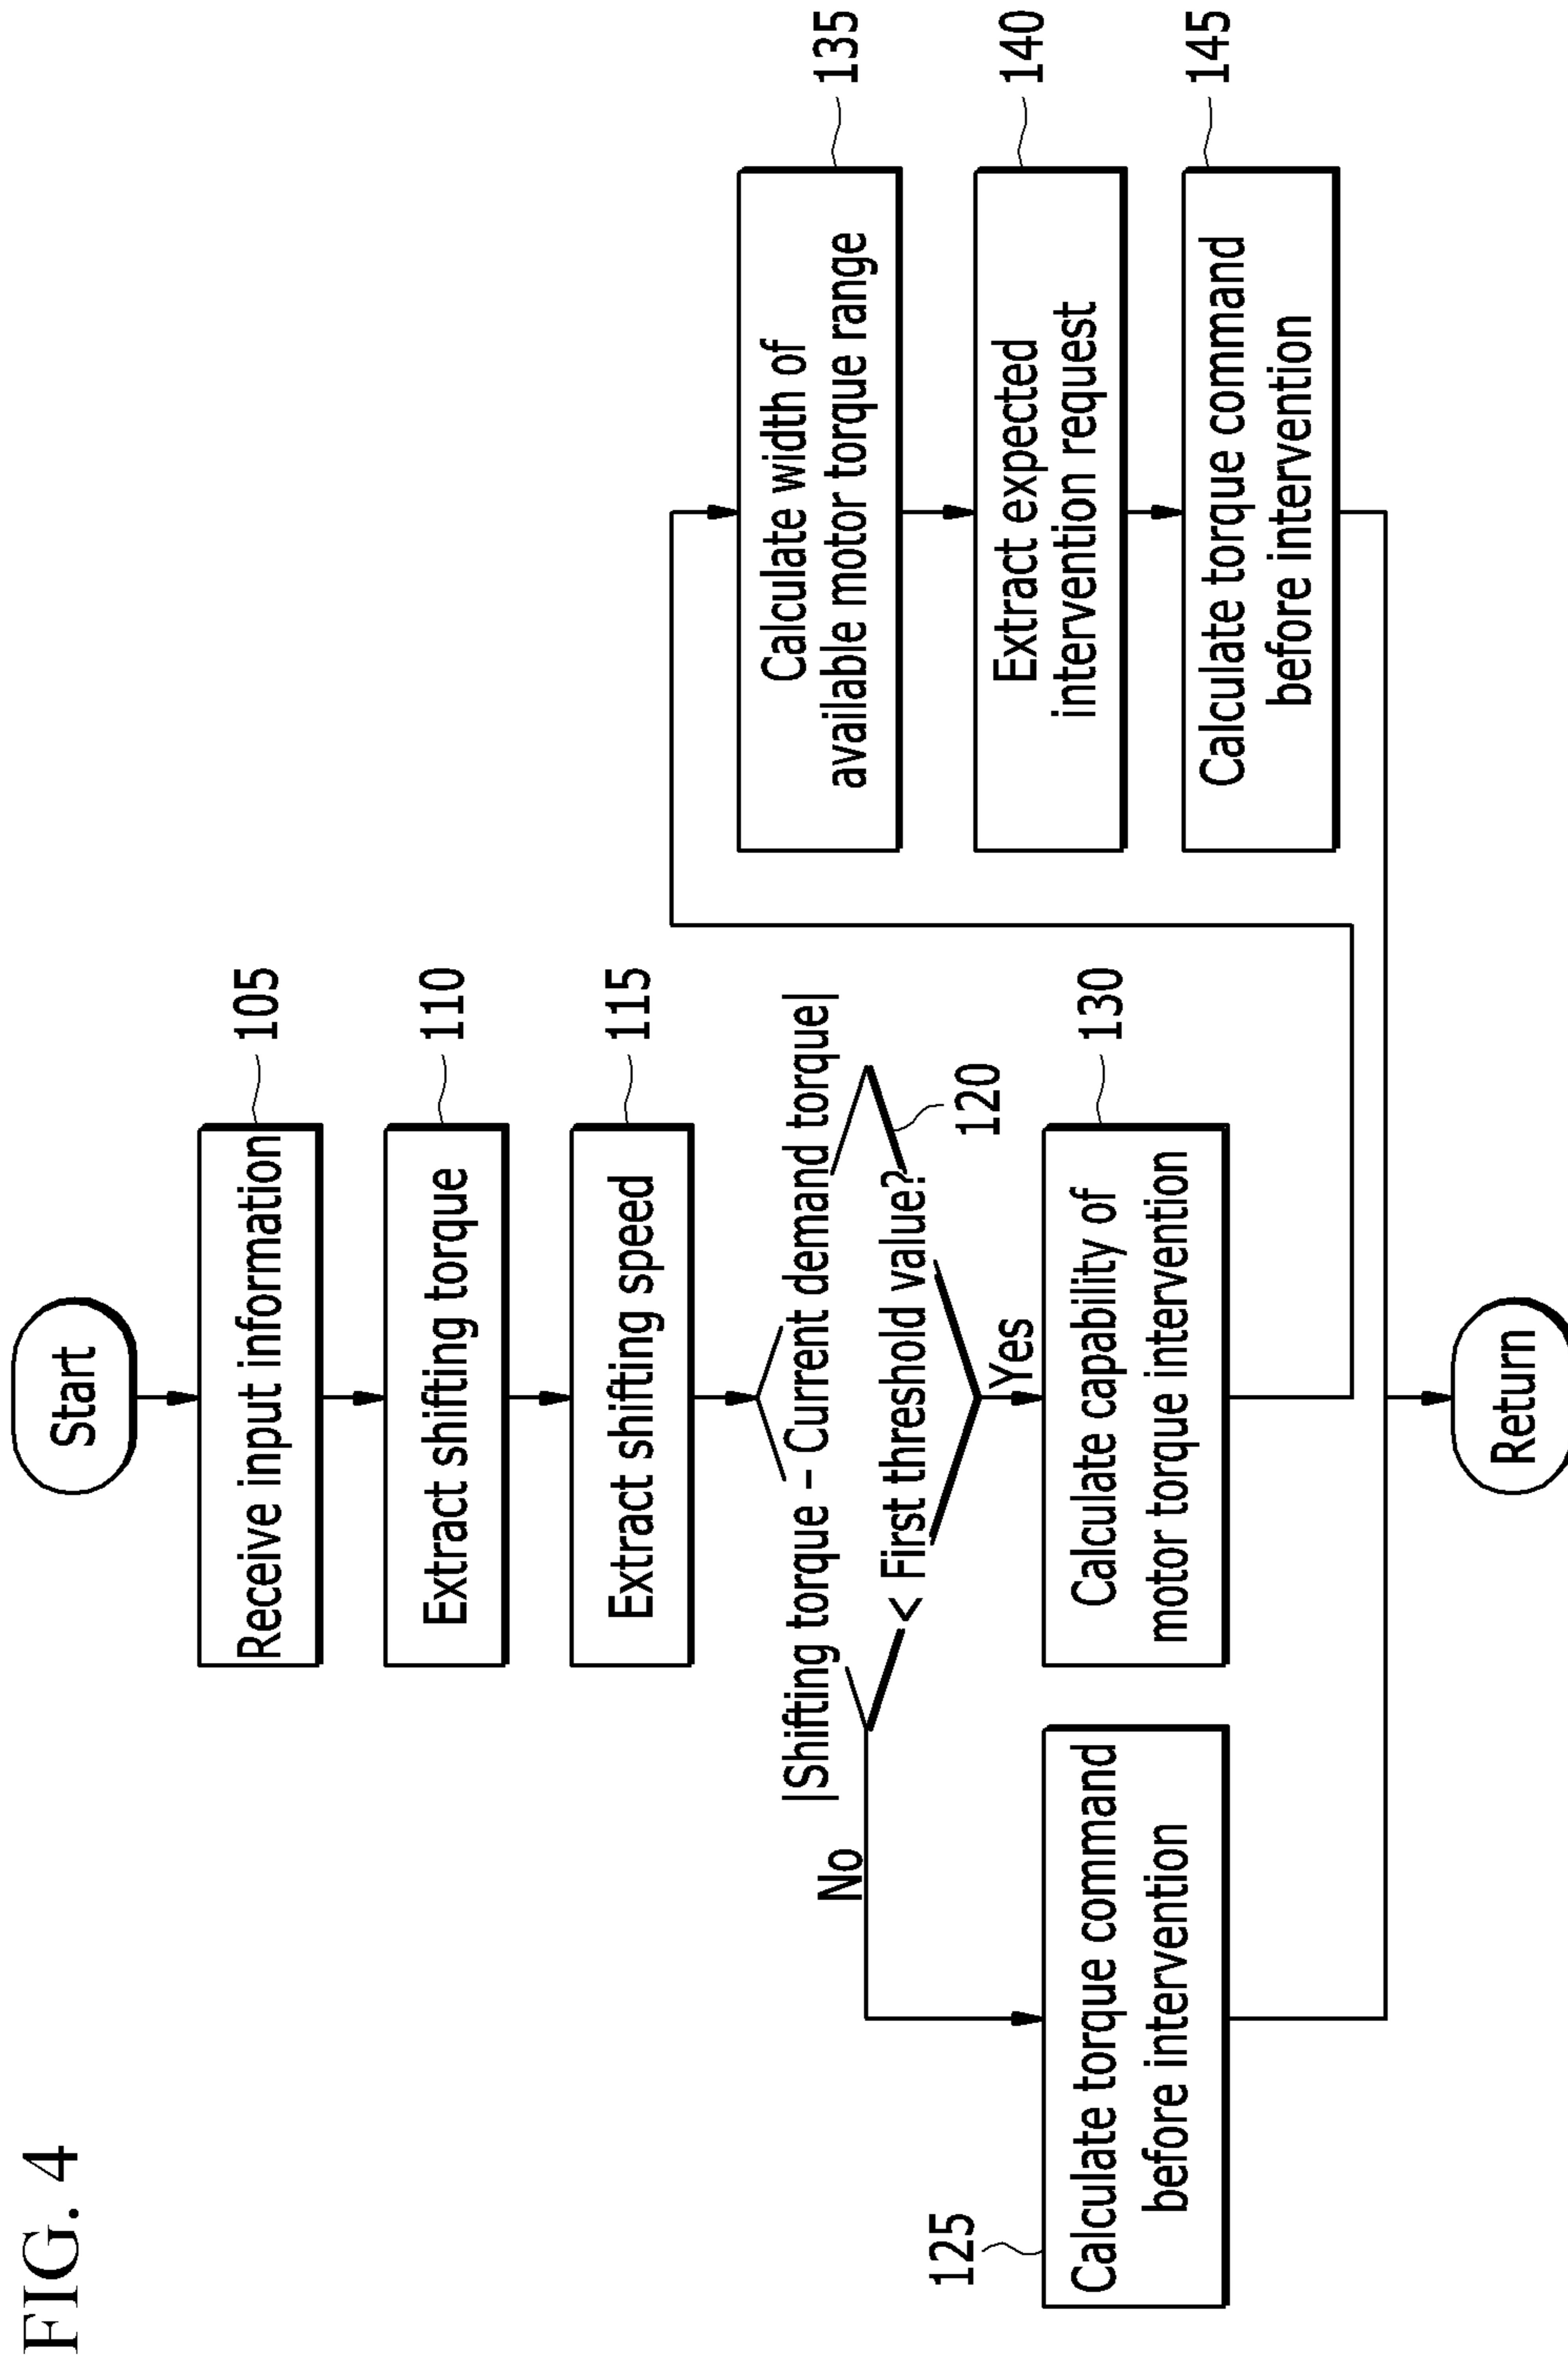 FIG. 4
Start
Receive input information
105
Extract shifting torque
110
Extract shifting speed
115
|Shifting torque - Current demand torque|
< First threshold value?
120
No
Yes
125
Calculate torque command
before intervention
Calculate capability of
motor torque intervention
130
Calculate width of
available motor torque range
135
Extract expected
intervention request
140
Calculate torque command
before intervention
145
Return